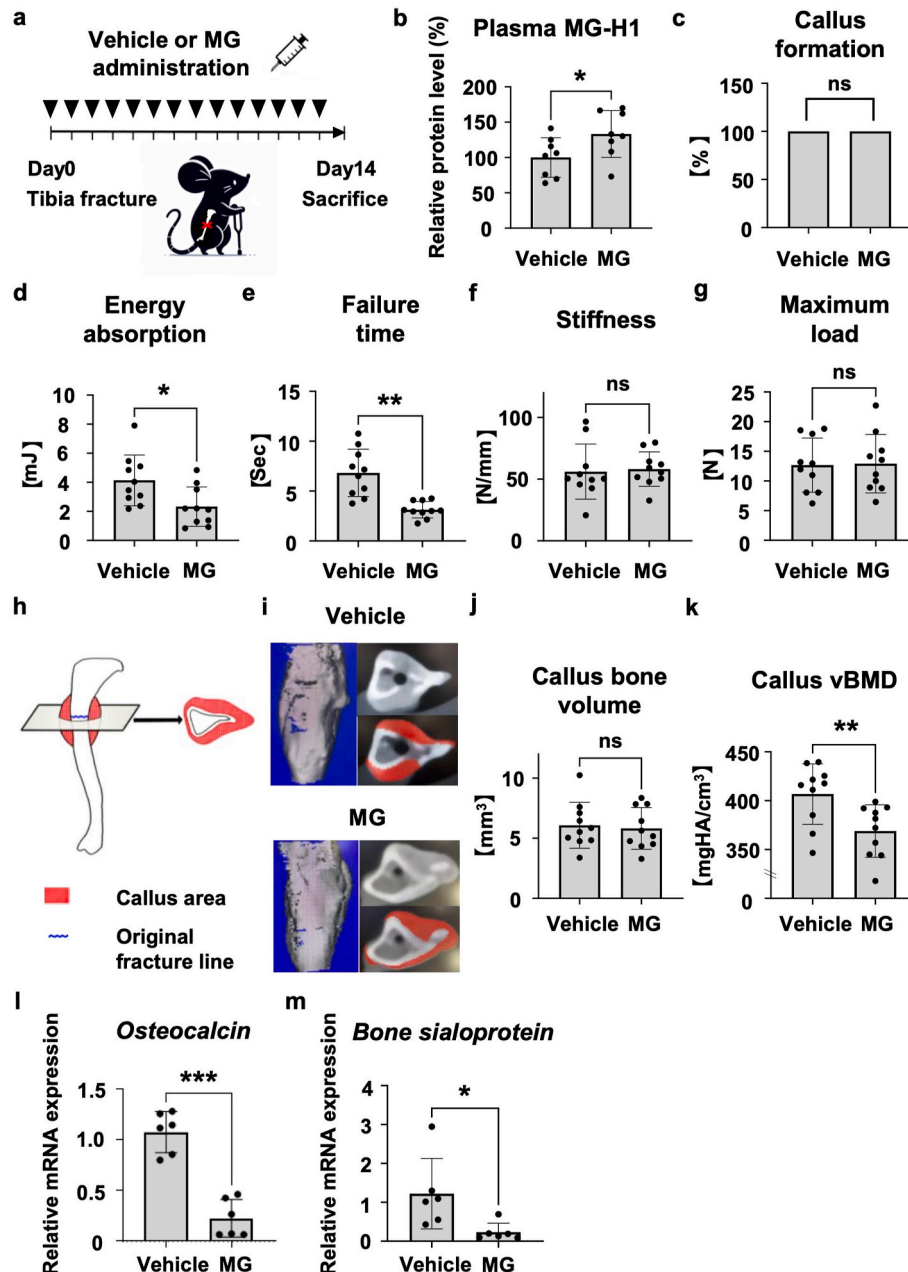 a
Vehicle or MG
administration
Day0
Tibia fracture
Day14
Sacrifice
b
Plasma MG-H1
Relative protein level (%)
200
150
100
50
0
*
Vehicle MG
c
Callus
formation
[%]
150
100
50
0
ns
Vehicle MG
d
Energy
absorption
[mJ]
10
8
6
4
2
0
*
Vehicle MG
e
Failure
time
[Sec]
15
10
5
0
**
Vehicle MG
f
Stiffness
[N/mm]
100
50
0
ns
Vehicle MG
g
Maximum
load
[N]
25
20
15
10
5
0
ns
Vehicle MG
h
Callus area
Original
fracture line
i
Vehicle
MG
j
Callus bone
volume
[mm³]
10
5
0
ns
Vehicle MG
k
Callus vBMD
[mgHA/cm³]
450
400
350
0
**
Vehicle MG
l
Osteocalcin
Relative mRNA expression
1.5
1.0
0.5
0
***
Vehicle MG
m
Bone sialoprotein
Relative mRNA expression
4
3
2
1
0
*
Vehicle MG